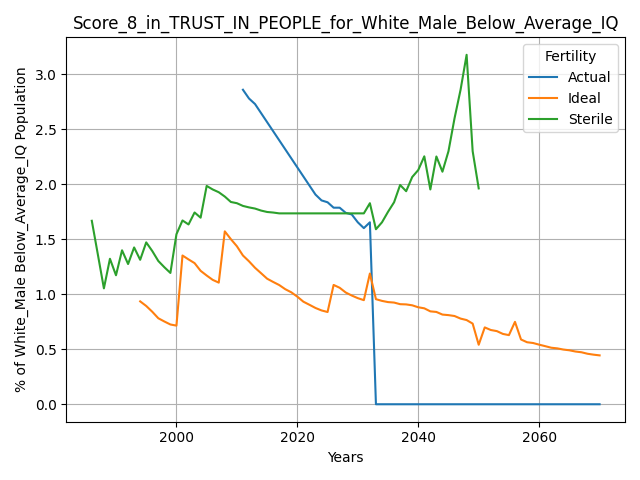 Score_8_in_TRUST_IN_PEOPLE_for_White_Male_Below_Average_IQ
% of White_Male Below_Average_IQ Population
3.0
2.5
2.0
1.5
1.0
0.5
0.0
Fertility
Actual
Ideal
Sterile
2000 2020 2040 2060
Years